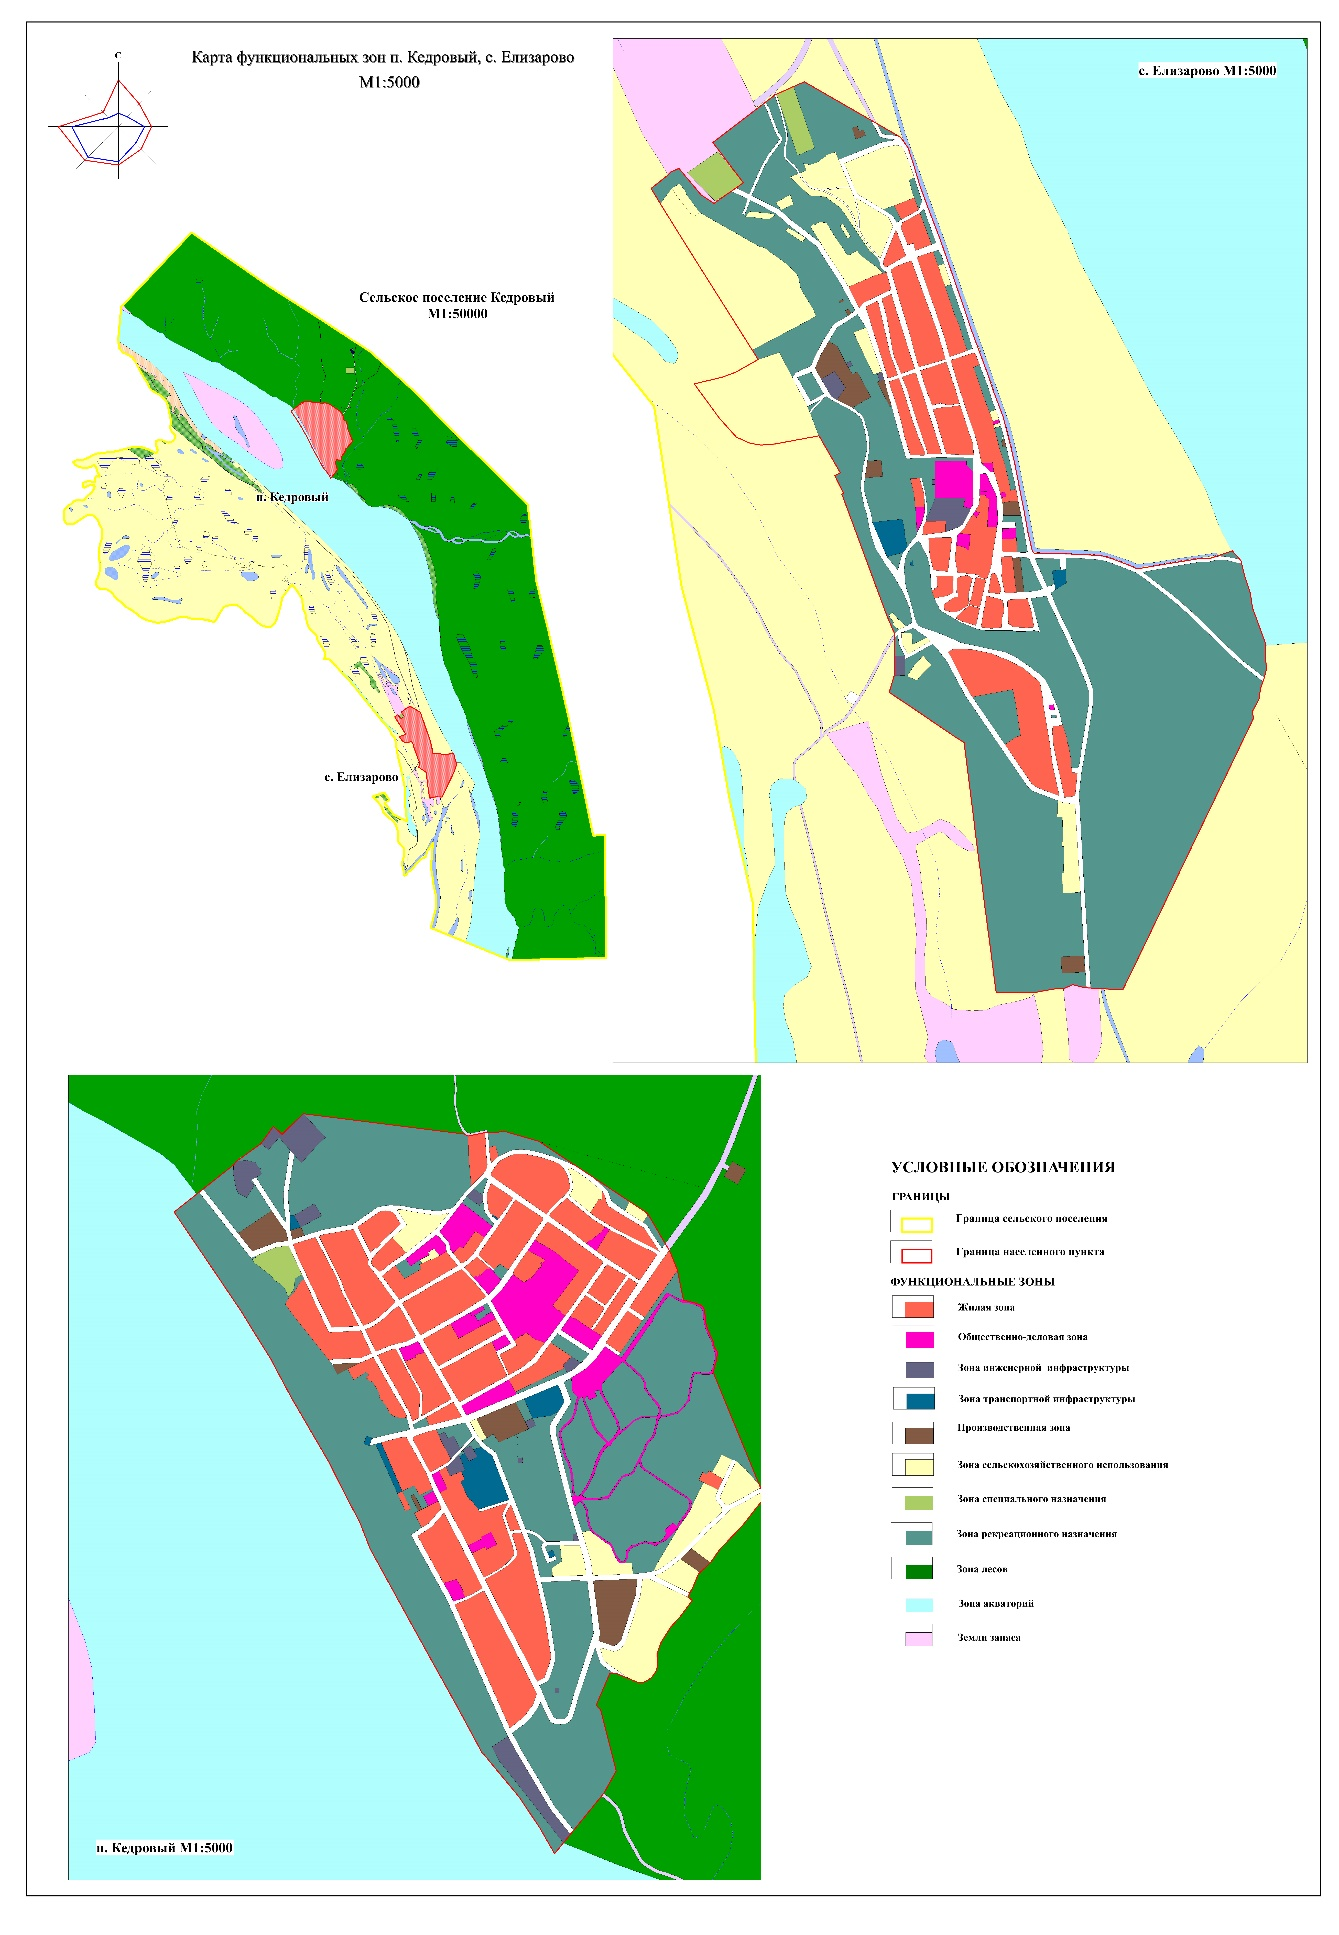 С
Карта функциональных зон п. Кедровый, с. Елизарово
М1:5000
с. Елизарово М1:5000
Сельское поселение Кедровый
М1:50000
п. Кедровый
с. Елизарово
УСЛОВНЫЕ ОБОЗНАЧЕНИЯ
ГРАНИЦЫ
Граница сельского поселения
Граница населенного пункта
ФУНКЦИОНАЛЬНЫЕ ЗОНЫ
Жилая зона
Общественно-деловая зона
Зона инженерной инфраструктуры
Зона транспортной инфраструктуры
Производственная зона
Зона сельскохозяйственного использования
Зона специального назначения
Зона рекреационного назначения
Зона лесов
Зона акваторий
Земли запаса
п. Кедровый М1:5000